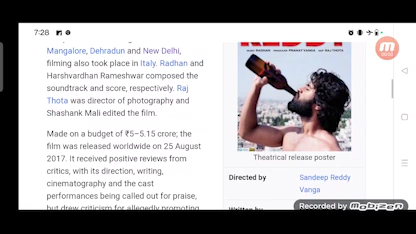 7:28
REDDY
Mangalore, Dehradun and New Delhi,
filming also took place in Italy. Radhan and
Harshvardhan Rameshwar composed the
soundtrack and score, respectively. Raj
Thota was director of photography and
Shashank Mali edited the film.
Made on a budget of ₹5–5.15 crore; the
film was released worldwide on 25 August
2017. It received positive reviews from
critics, with its direction, writing,
cinematography and the cast
performances being called out for praise,
but drew criticism for allegedly promoting
Theatrical release poster
Directed by Sandeep Reddy
Vanga
Written by
Recorded by Mobizen